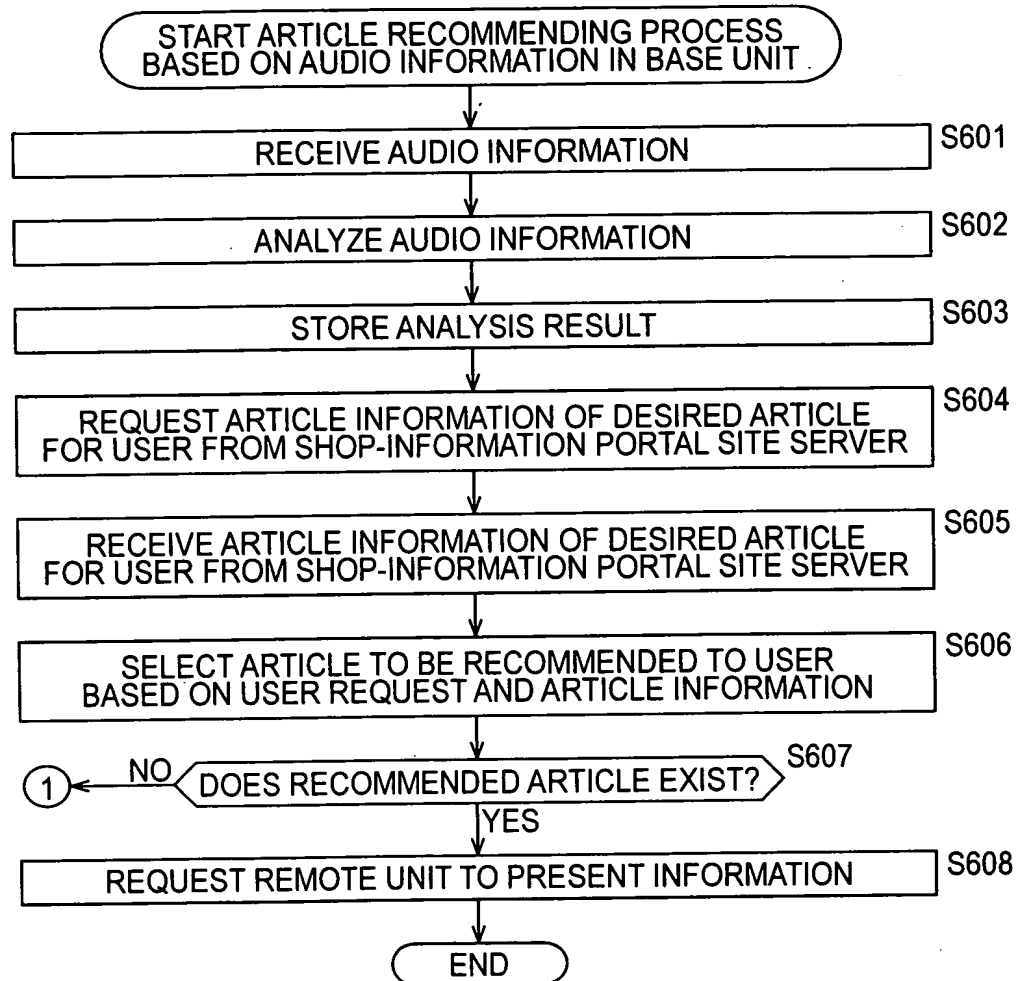 START ARTICLE RECOMMENDING PROCESS
BASED ON AUDIO INFORMATION IN BASE UNIT
RECEIVE AUDIO INFORMATION
S601
ANALYZE AUDIO INFORMATION
S602
STORE ANALYSIS RESULT
S603
REQUEST ARTICLE INFORMATION OF DESIRED ARTICLE
FOR USER FROM SHOP-INFORMATION PORTAL SITE SERVER
S604
RECEIVE ARTICLE INFORMATION OF DESIRED ARTICLE
FOR USER FROM SHOP-INFORMATION PORTAL SITE SERVER
S605
SELECT ARTICLE TO BE RECOMMENDED TO USER
BASED ON USER REQUEST AND ARTICLE INFORMATION
S606
1
NO
DOES RECOMMENDED ARTICLE EXIST?
S607
YES
REQUEST REMOTE UNIT TO PRESENT INFORMATION
S608
END